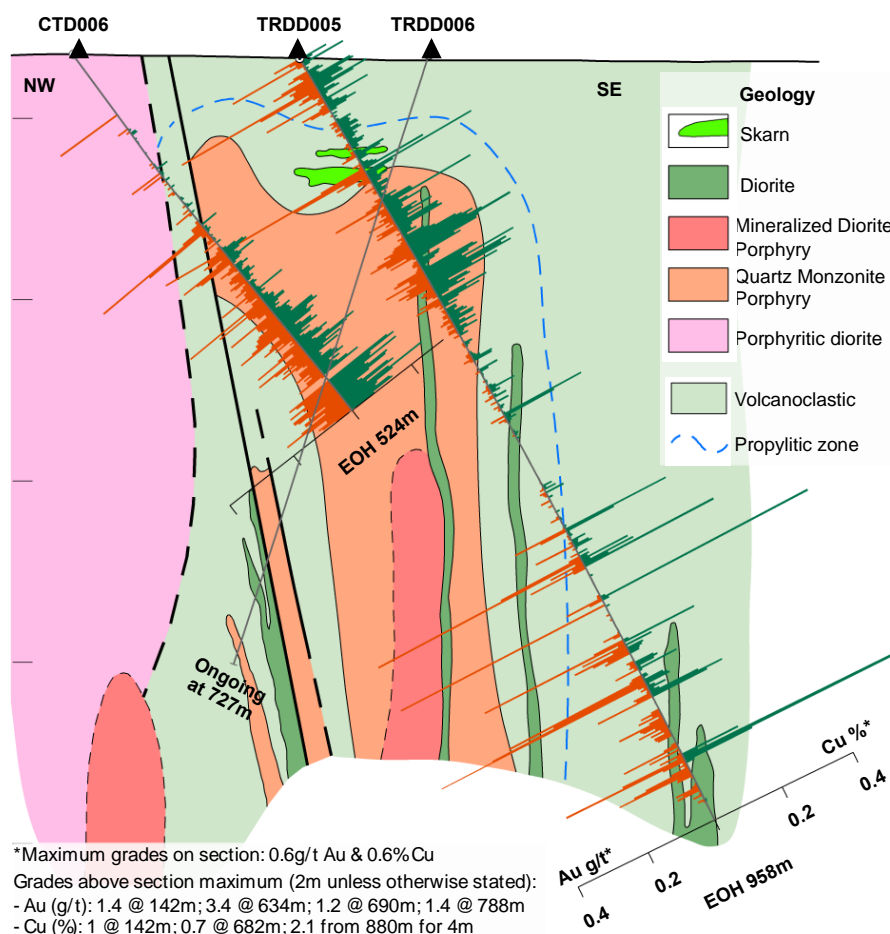 CTD006
TRDD005
TRDD006
NW
SE
Geology
Skarn
Diorite
Mineralized Diorite
Porphyry
Quartz Monzonite
Porphyry
Porphyritic diorite
Volcanoclastic
Propylitic zone
EOH 524m
Ongoing
at 727m
Cu %*
0.4
0.2
Au g/t*
0.2
0.4
EOH 958m
*Maximum grades on section: 0.6g/t Au & 0.6% Cu
Grades above section maximum (2m unless otherwise stated):
- Au (g/t): 1.4 @ 142m; 3.4 @ 634m; 1.2 @ 690m; 1.4 @ 788m
- Cu (%): 1 @ 142m; 0.7 @ 682m; 2.1 from 880m for 4m